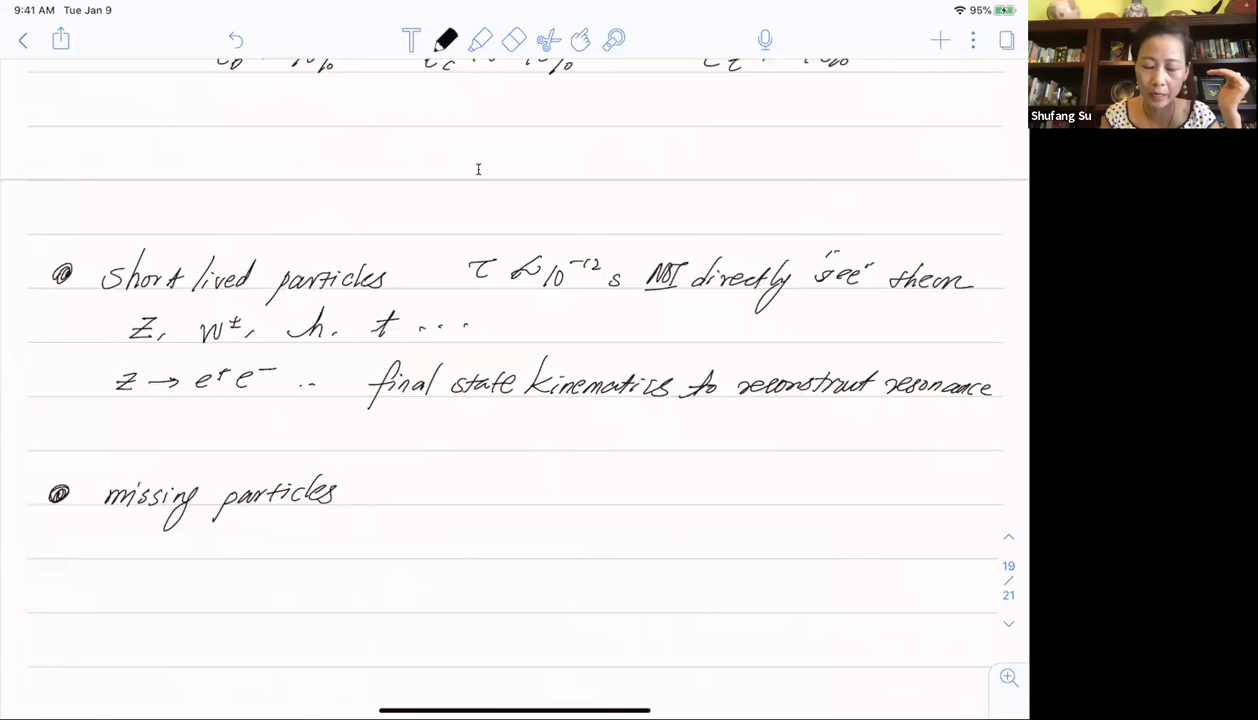 9:41 AM Tue Jan 9
95%
Shufang Su
short lived particles τ ≲ 10⁻¹² s NOT directly "see" them
Z, W±, h. t ...
Z → e⁺ e⁻ .. final state kinematics to reconstruct resonance
missing particles
19
/
21